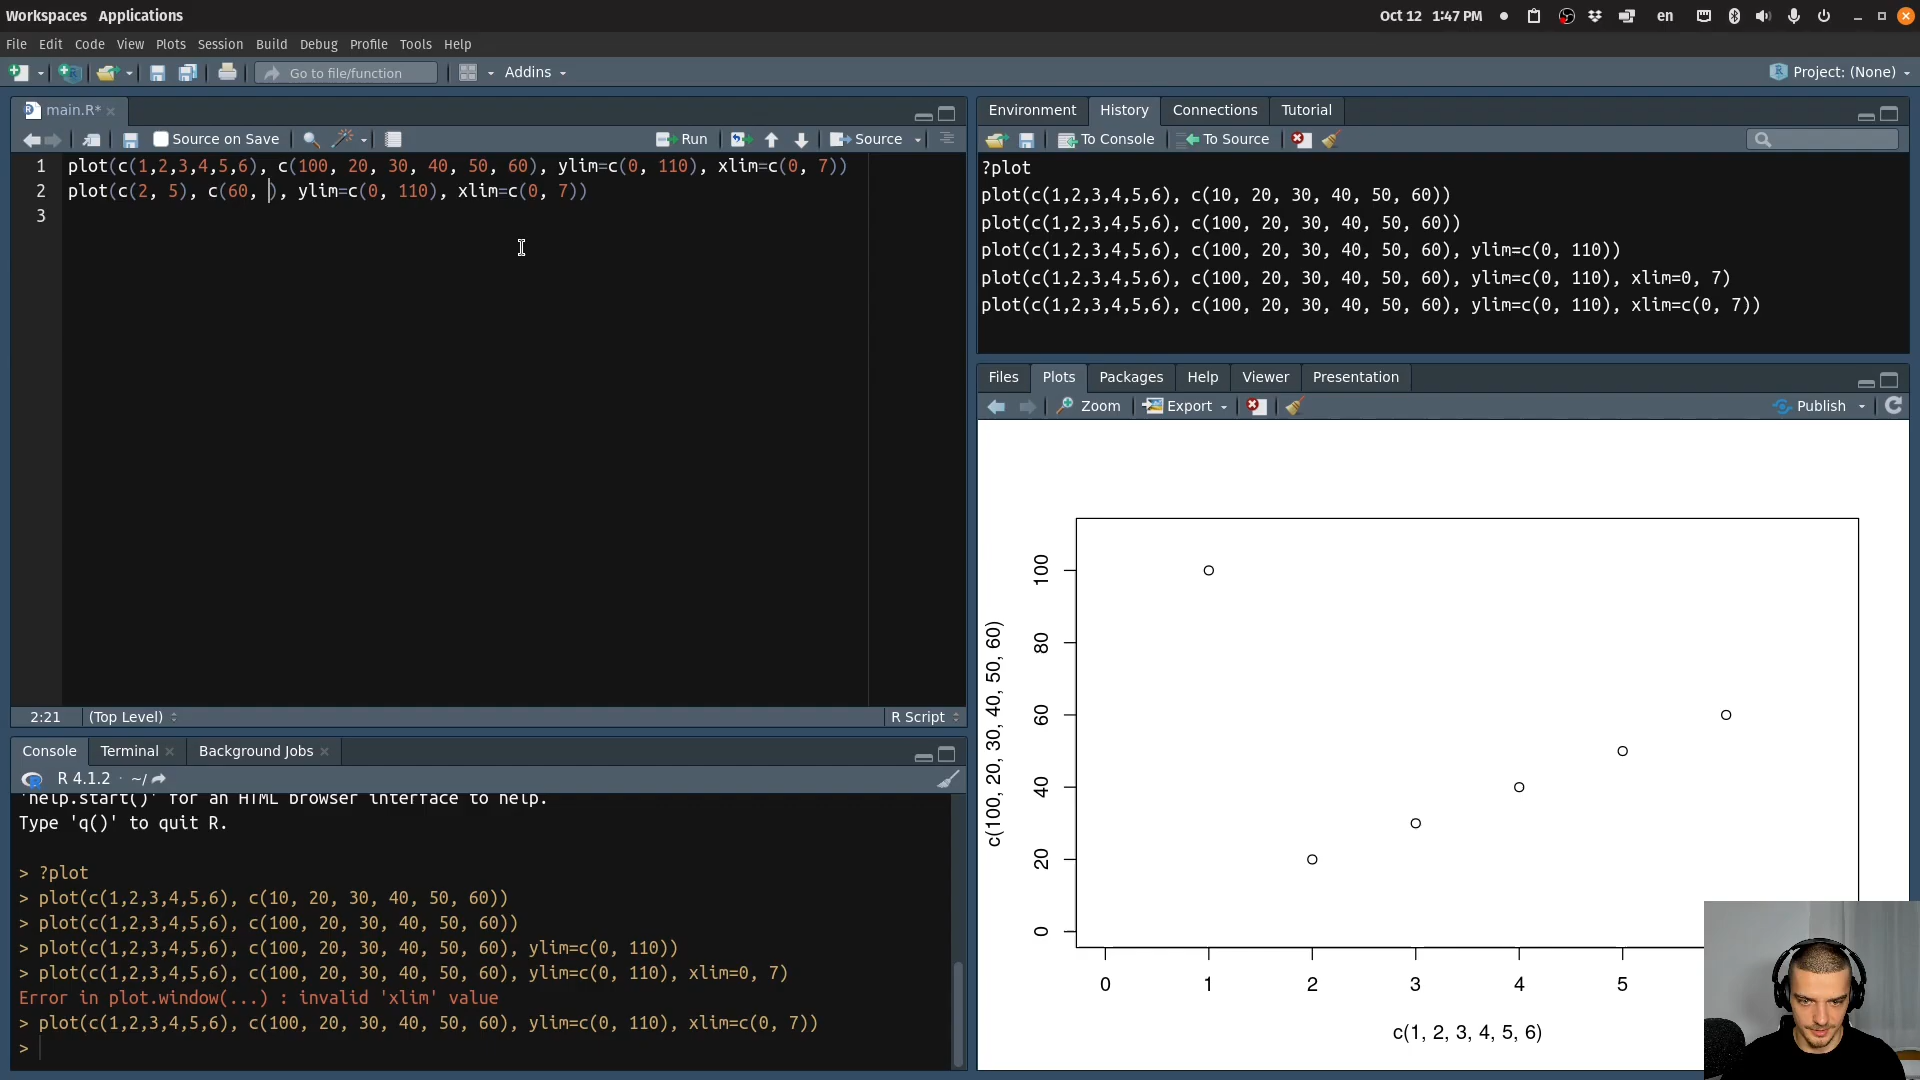 Workspaces Applications
Oct 12 1:47 PM
en
File Edit Code View Plots Session Build Debug Profile Tools Help
Go to file/function
Addins
Project: (None)
main.R*
Source on Save
Run
Source
1 plot(c(1,2,3,4,5,6), c(100, 20, 30, 40, 50, 60), ylim=c(0, 110), xlim=c(0, 7))
2 plot(c(2, 5), c(60, ), ylim=c(0, 110), xlim=c(0, 7))
3
2:21 (Top Level)
R Script
Console Terminal Background Jobs
R 4.1.2 · ~/
'help.start()' for an HTML browser interface to help.
Type 'q()' to quit R.
> ?plot
> plot(c(1,2,3,4,5,6), c(10, 20, 30, 40, 50, 60))
> plot(c(1,2,3,4,5,6), c(100, 20, 30, 40, 50, 60))
> plot(c(1,2,3,4,5,6), c(100, 20, 30, 40, 50, 60), ylim=c(0, 110))
> plot(c(1,2,3,4,5,6), c(100, 20, 30, 40, 50, 60), ylim=c(0, 110), xlim=0, 7)
Error in plot.window(...) : invalid 'xlim' value
> plot(c(1,2,3,4,5,6), c(100, 20, 30, 40, 50, 60), ylim=c(0, 110), xlim=c(0, 7))
>
Environment History Connections Tutorial
To Console To Source
?plot
plot(c(1,2,3,4,5,6), c(10, 20, 30, 40, 50, 60))
plot(c(1,2,3,4,5,6), c(100, 20, 30, 40, 50, 60))
plot(c(1,2,3,4,5,6), c(100, 20, 30, 40, 50, 60), ylim=c(0, 110))
plot(c(1,2,3,4,5,6), c(100, 20, 30, 40, 50, 60), ylim=c(0, 110), xlim=0, 7)
plot(c(1,2,3,4,5,6), c(100, 20, 30, 40, 50, 60), ylim=c(0, 110), xlim=c(0, 7))
Files Plots Packages Help Viewer Presentation
Zoom Export Publish
c(100, 20, 30, 40, 50, 60)
100
80
60
40
20
0
0 1 2 3 4 5
c(1, 2, 3, 4, 5, 6)